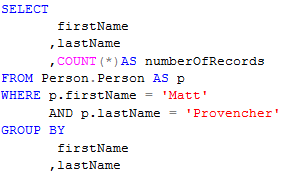 SELECT
firstName
,lastName
,COUNT(*)AS numberOfRecords
FROM Person.Person AS p
WHERE p.firstName = 'Matt'
AND p.lastName = 'Provencher'
GROUP BY
firstName
,lastName